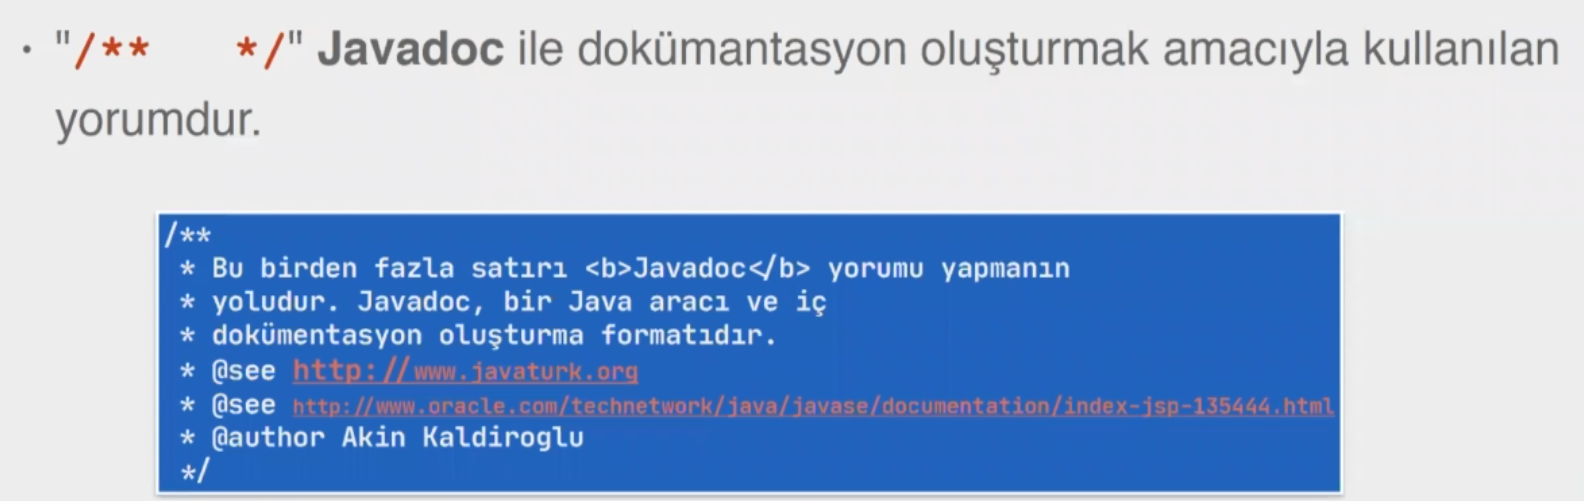 • "/**    */" Javadoc ile dokümantasyon oluşturmak amacıyla kullanılan
yorumdur.
/**
* Bu birden fazla satırı <b>Javadoc</b> yorumu yapmanın
* yoludur. Javadoc, bir Java aracı ve iç
* dokümentasyon oluşturma formatıdır.
* @see http://www.javaturk.org
* @see http://www.oracle.com/technetwork/java/javase/documentation/index-jsp-135444.html
* @author Akin Kaldiroglu
*/